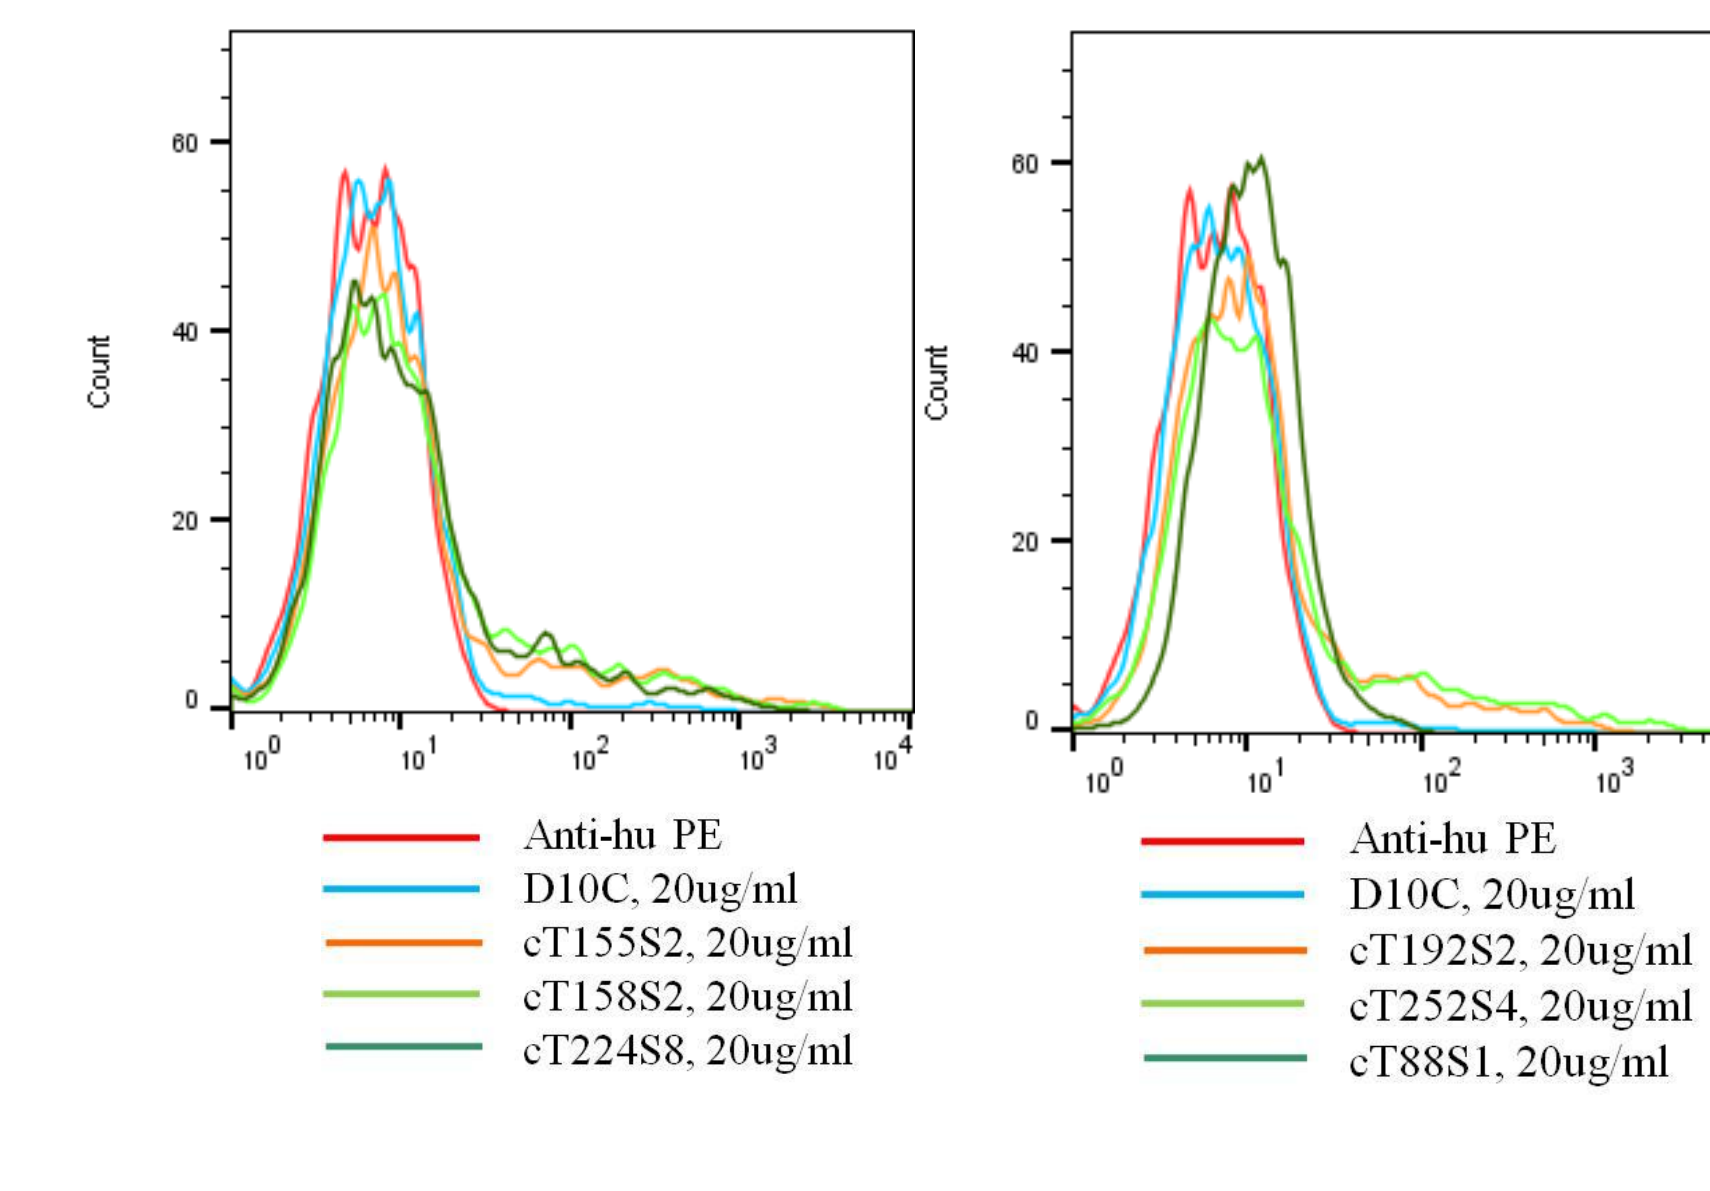 60
40
20
0
Count
10^0 10^1 10^2 10^3 10^4
Anti-hu PE
D10C, 20ug/ml
cT155S2, 20ug/ml
cT158S2, 20ug/ml
cT224S8, 20ug/ml
60
40
20
0
Count
10^0 10^1 10^2 10^3
Anti-hu PE
D10C, 20ug/ml
cT192S2, 20ug/ml
cT252S4, 20ug/ml
cT88S1, 20ug/ml